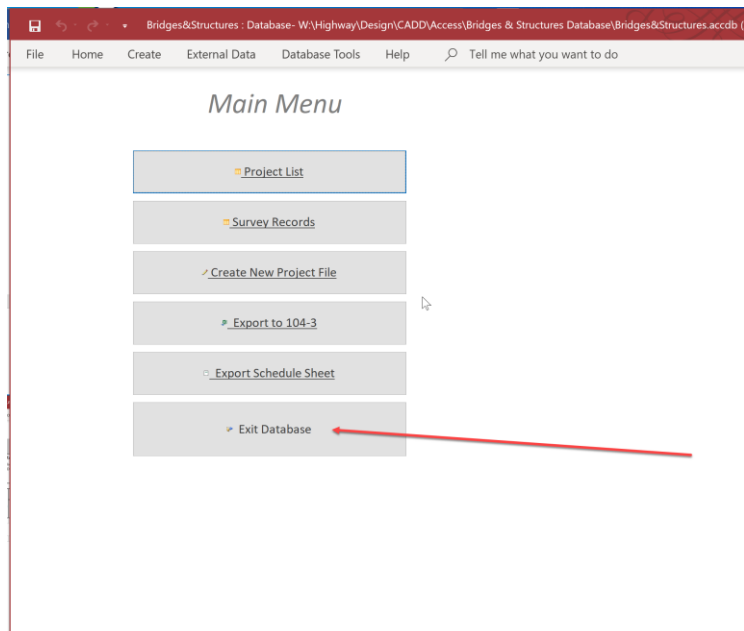 Bridges&Structures : Database- W:\Highway\Design\CADD\Access\Bridges & Structures Database\Bridges&Structures.accdb (
File Home Create External Data Database Tools Help Tell me what you want to do
Main Menu
Project List
Survey Records
Create New Project File
Export to 104-3
Export Schedule Sheet
Exit Database